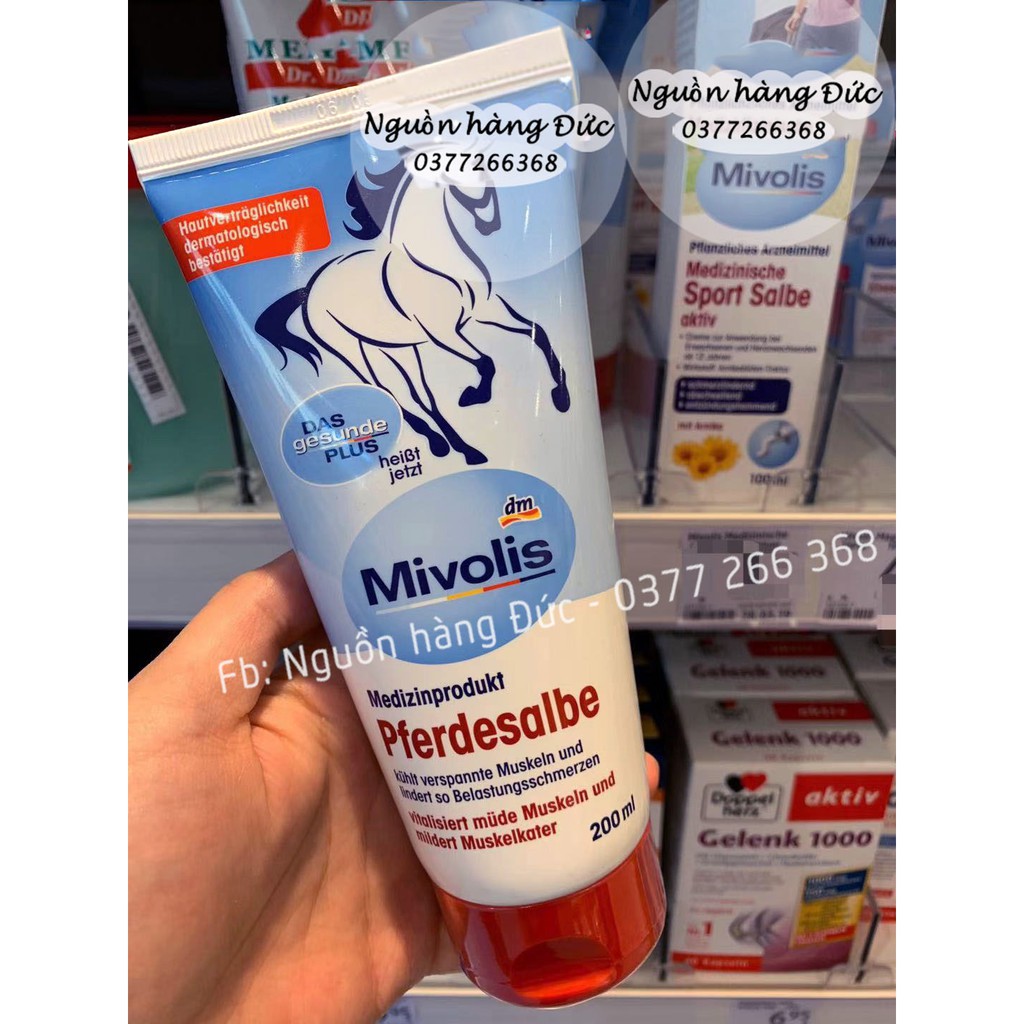 Nguồn hàng Đức
0377266368
Nguồn hàng Đức
0377266368
Hautverträglichkeit
dermatologisch
bestätigt
DAS
gesunde
PLUS
heißt
jetzt
dm
Mivolis
Medizinprodukt
Pferdesalbe
kühlt verspannte Muskeln und
lindert so Belastungsschmerzen
vitalisiert müde Muskeln und
mildert Muskelkater
200 ml
Fb: Nguồn hàng Đức - 0377 266 368
Mivolis
Pflanzliches Arzneimittel
Medizinische
Sport Salbe
aktiv
mit Arnika
100 ml
aktiv
Gelenk 1000
Doppel
herz
aktiv
Gelenk 1000